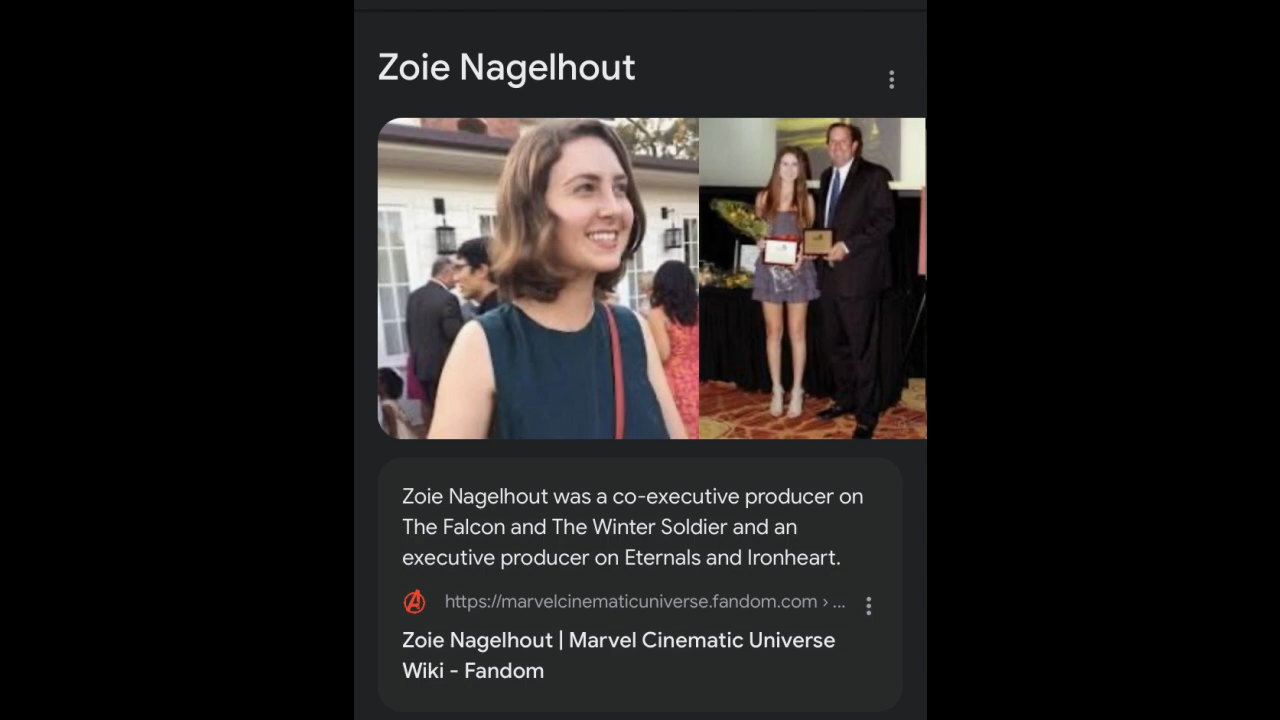 Zoie Nagelhout
Zoie Nagelhout was a co-executive producer on
The Falcon and The Winter Soldier and an
executive producer on Eternals and Ironheart.
https://marvelcinematicuniverse.fandom.com › ...
Zoie Nagelhout | Marvel Cinematic Universe
Wiki - Fandom